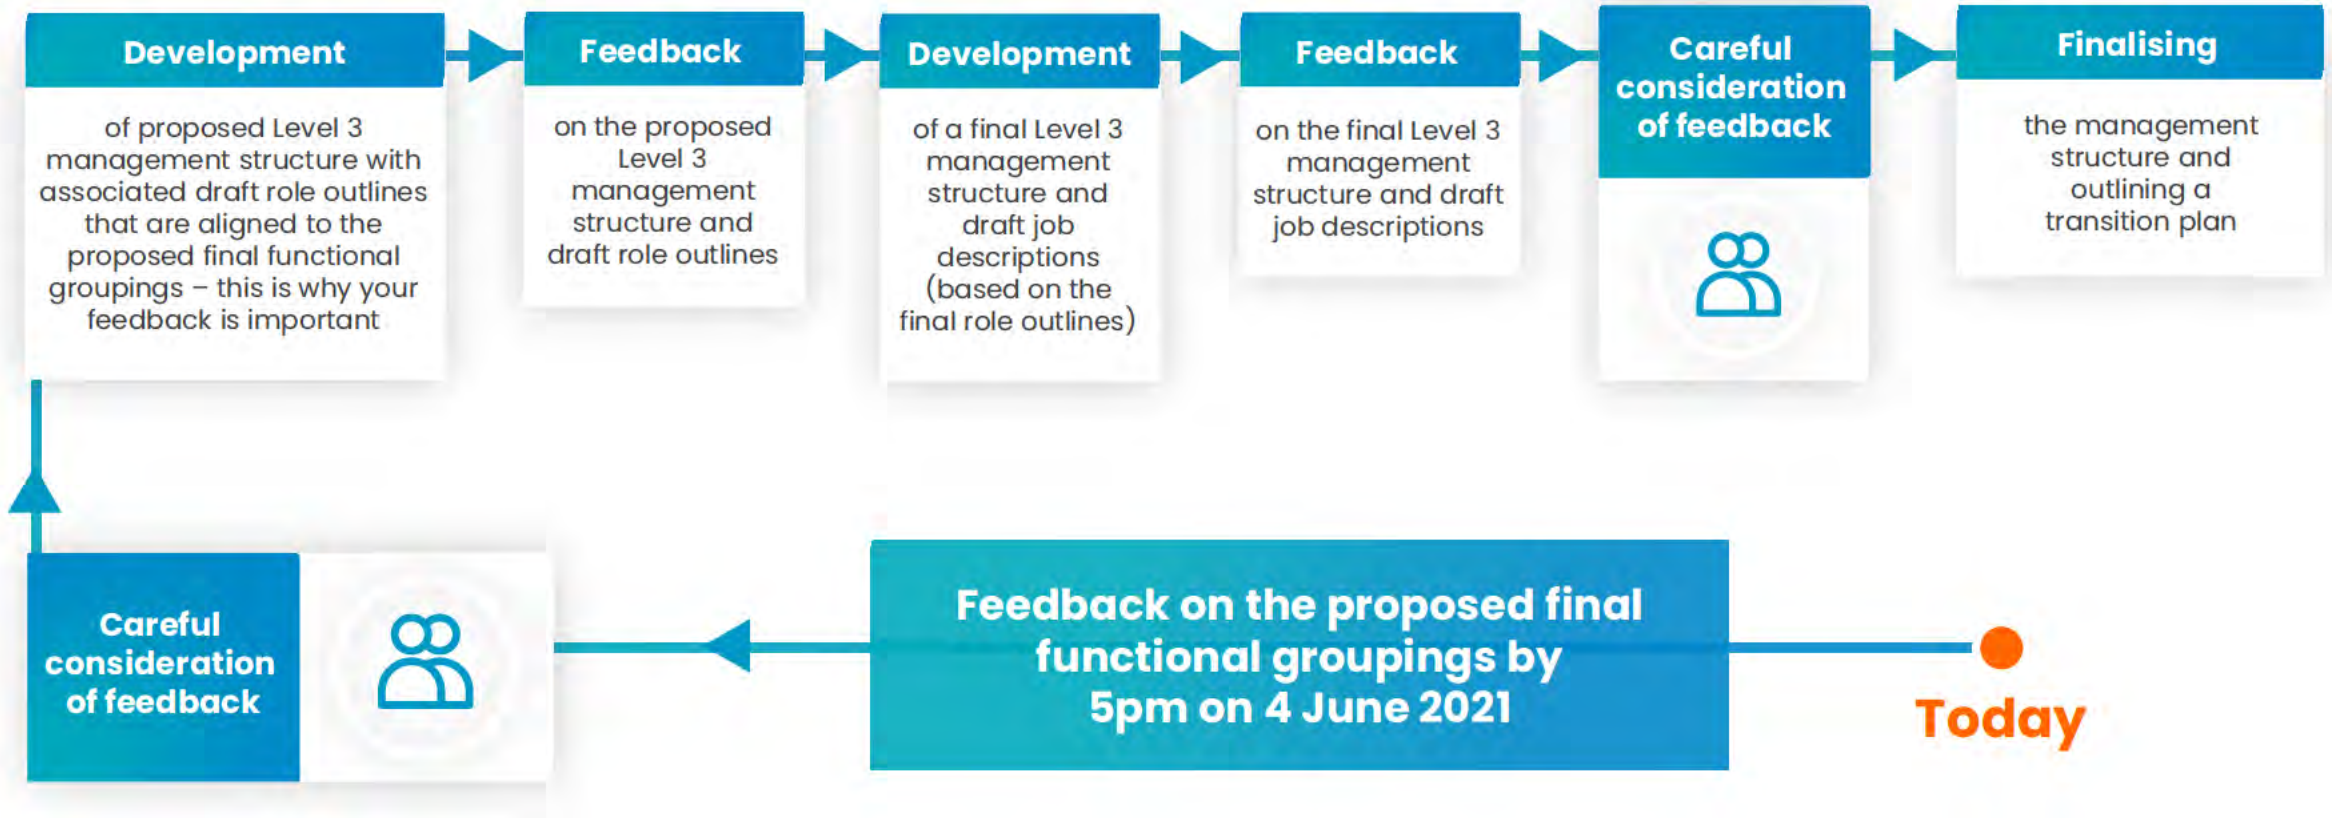 Development
of proposed Level 3
management structure with
associated draft role outlines
that are aligned to the
proposed final functional
groupings – this is why your
feedback is important
Feedback
on the proposed
Level 3
management
structure and
draft role outlines
Development
of a final Level 3
management
structure and
draft job
descriptions
(based on the
final role outlines)
Feedback
on the final Level 3
management
structure and draft
job descriptions
Careful
consideration
of feedback
Finalising
the management
structure and
outlining a
transition plan
Careful
consideration
of feedback
Feedback on the proposed final
functional groupings by
5pm on 4 June 2021
Today